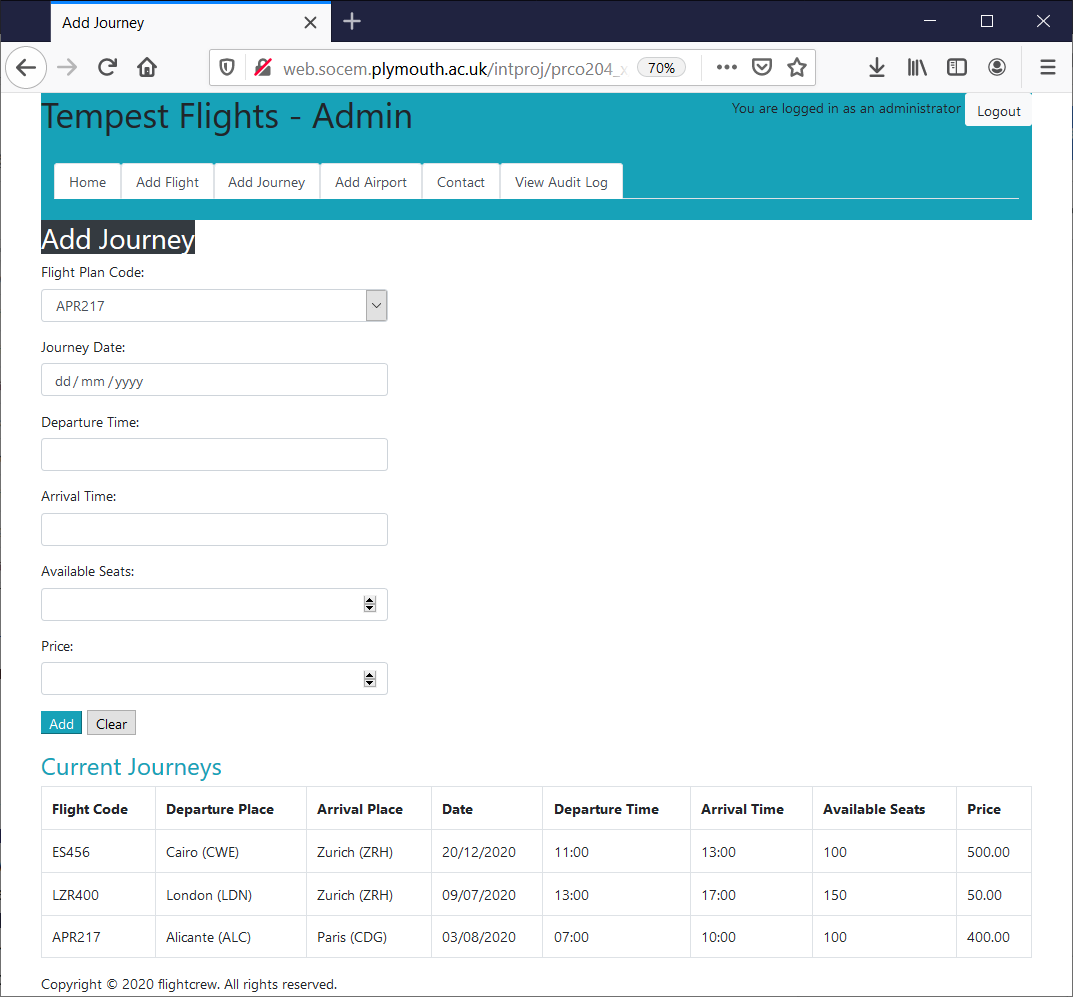 Add Journey
web.socem.plymouth.ac.uk/intproj/prco204_ 70%
Tempest Flights - Admin
You are logged in as an administrator Logout
Home Add Flight Add Journey Add Airport Contact View Audit Log
Add Journey
Flight Plan Code:
APR217
Journey Date:
dd / mm / yyyy
Departure Time:
Arrival Time:
Available Seats:
Price:
Add Clear
Current Journeys
Flight Code Departure Place Arrival Place Date Departure Time Arrival Time Available Seats Price
ES456 Cairo (CWE) Zurich (ZRH) 20/12/2020 11:00 13:00 100 500.00
LZR400 London (LDN) Zurich (ZRH) 09/07/2020 13:00 17:00 150 50.00
APR217 Alicante (ALC) Paris (CDG) 03/08/2020 07:00 10:00 100 400.00
Copyright © 2020 flightcrew. All rights reserved.